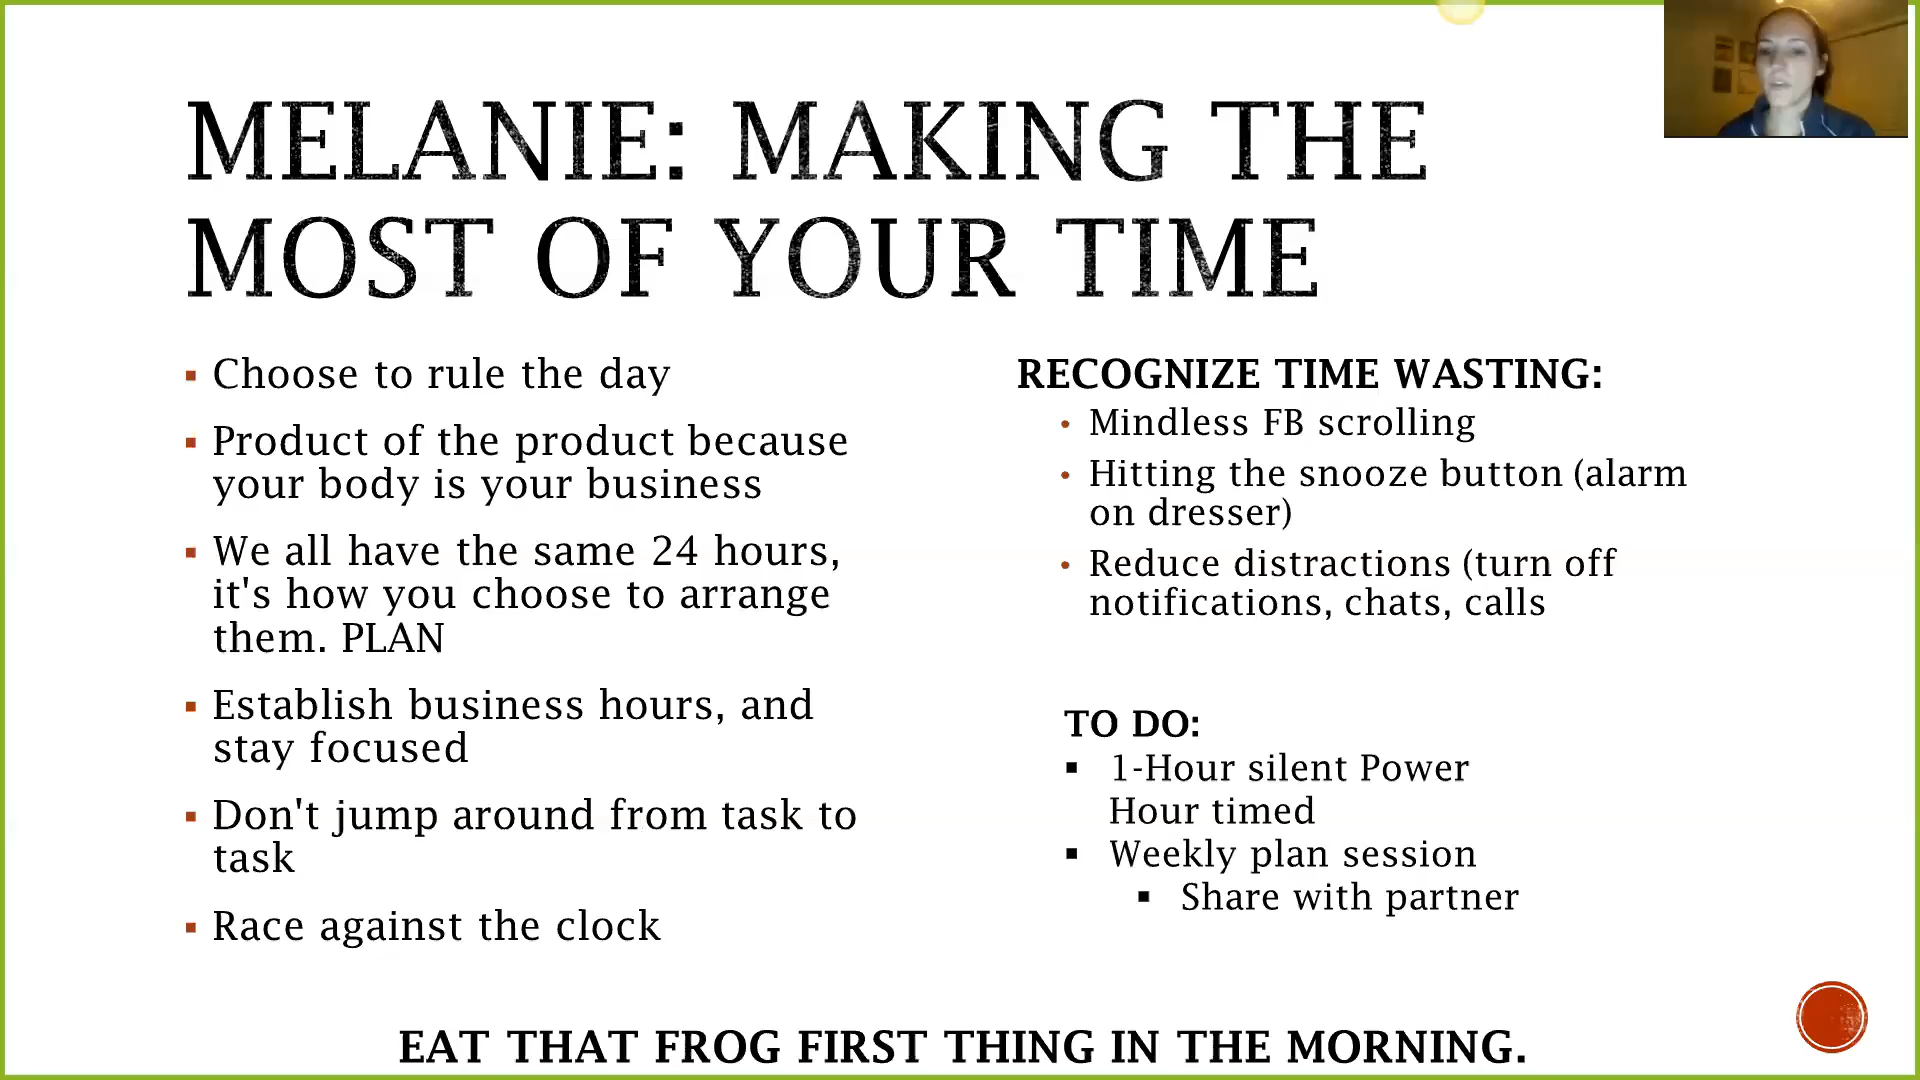 MELANIE: MAKING THE
MOST OF YOUR TIME
▪ Choose to rule the day
▪ Product of the product because
your body is your business
▪ We all have the same 24 hours,
it's how you choose to arrange
them. PLAN
▪ Establish business hours, and
stay focused
▪ Don't jump around from task to
task
▪ Race against the clock
RECOGNIZE TIME WASTING:
• Mindless FB scrolling
• Hitting the snooze button (alarm
on dresser)
• Reduce distractions (turn off
notifications, chats, calls
TO DO:
▪ 1-Hour silent Power
Hour timed
▪ Weekly plan session
▪ Share with partner
EAT THAT FROG FIRST THING IN THE MORNING.